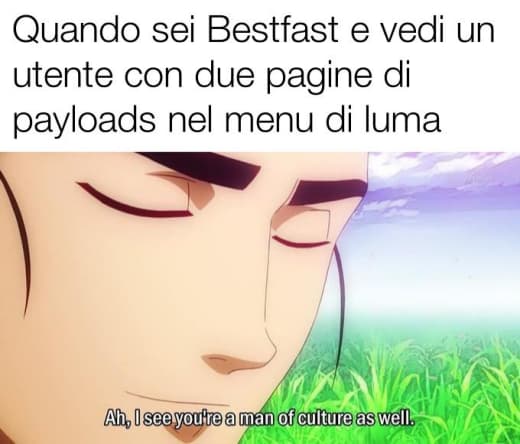 Quando sei Bestfast e vedi un
utente con due pagine di
payloads nel menu di luma
Ah, I see you're a man of culture as well.